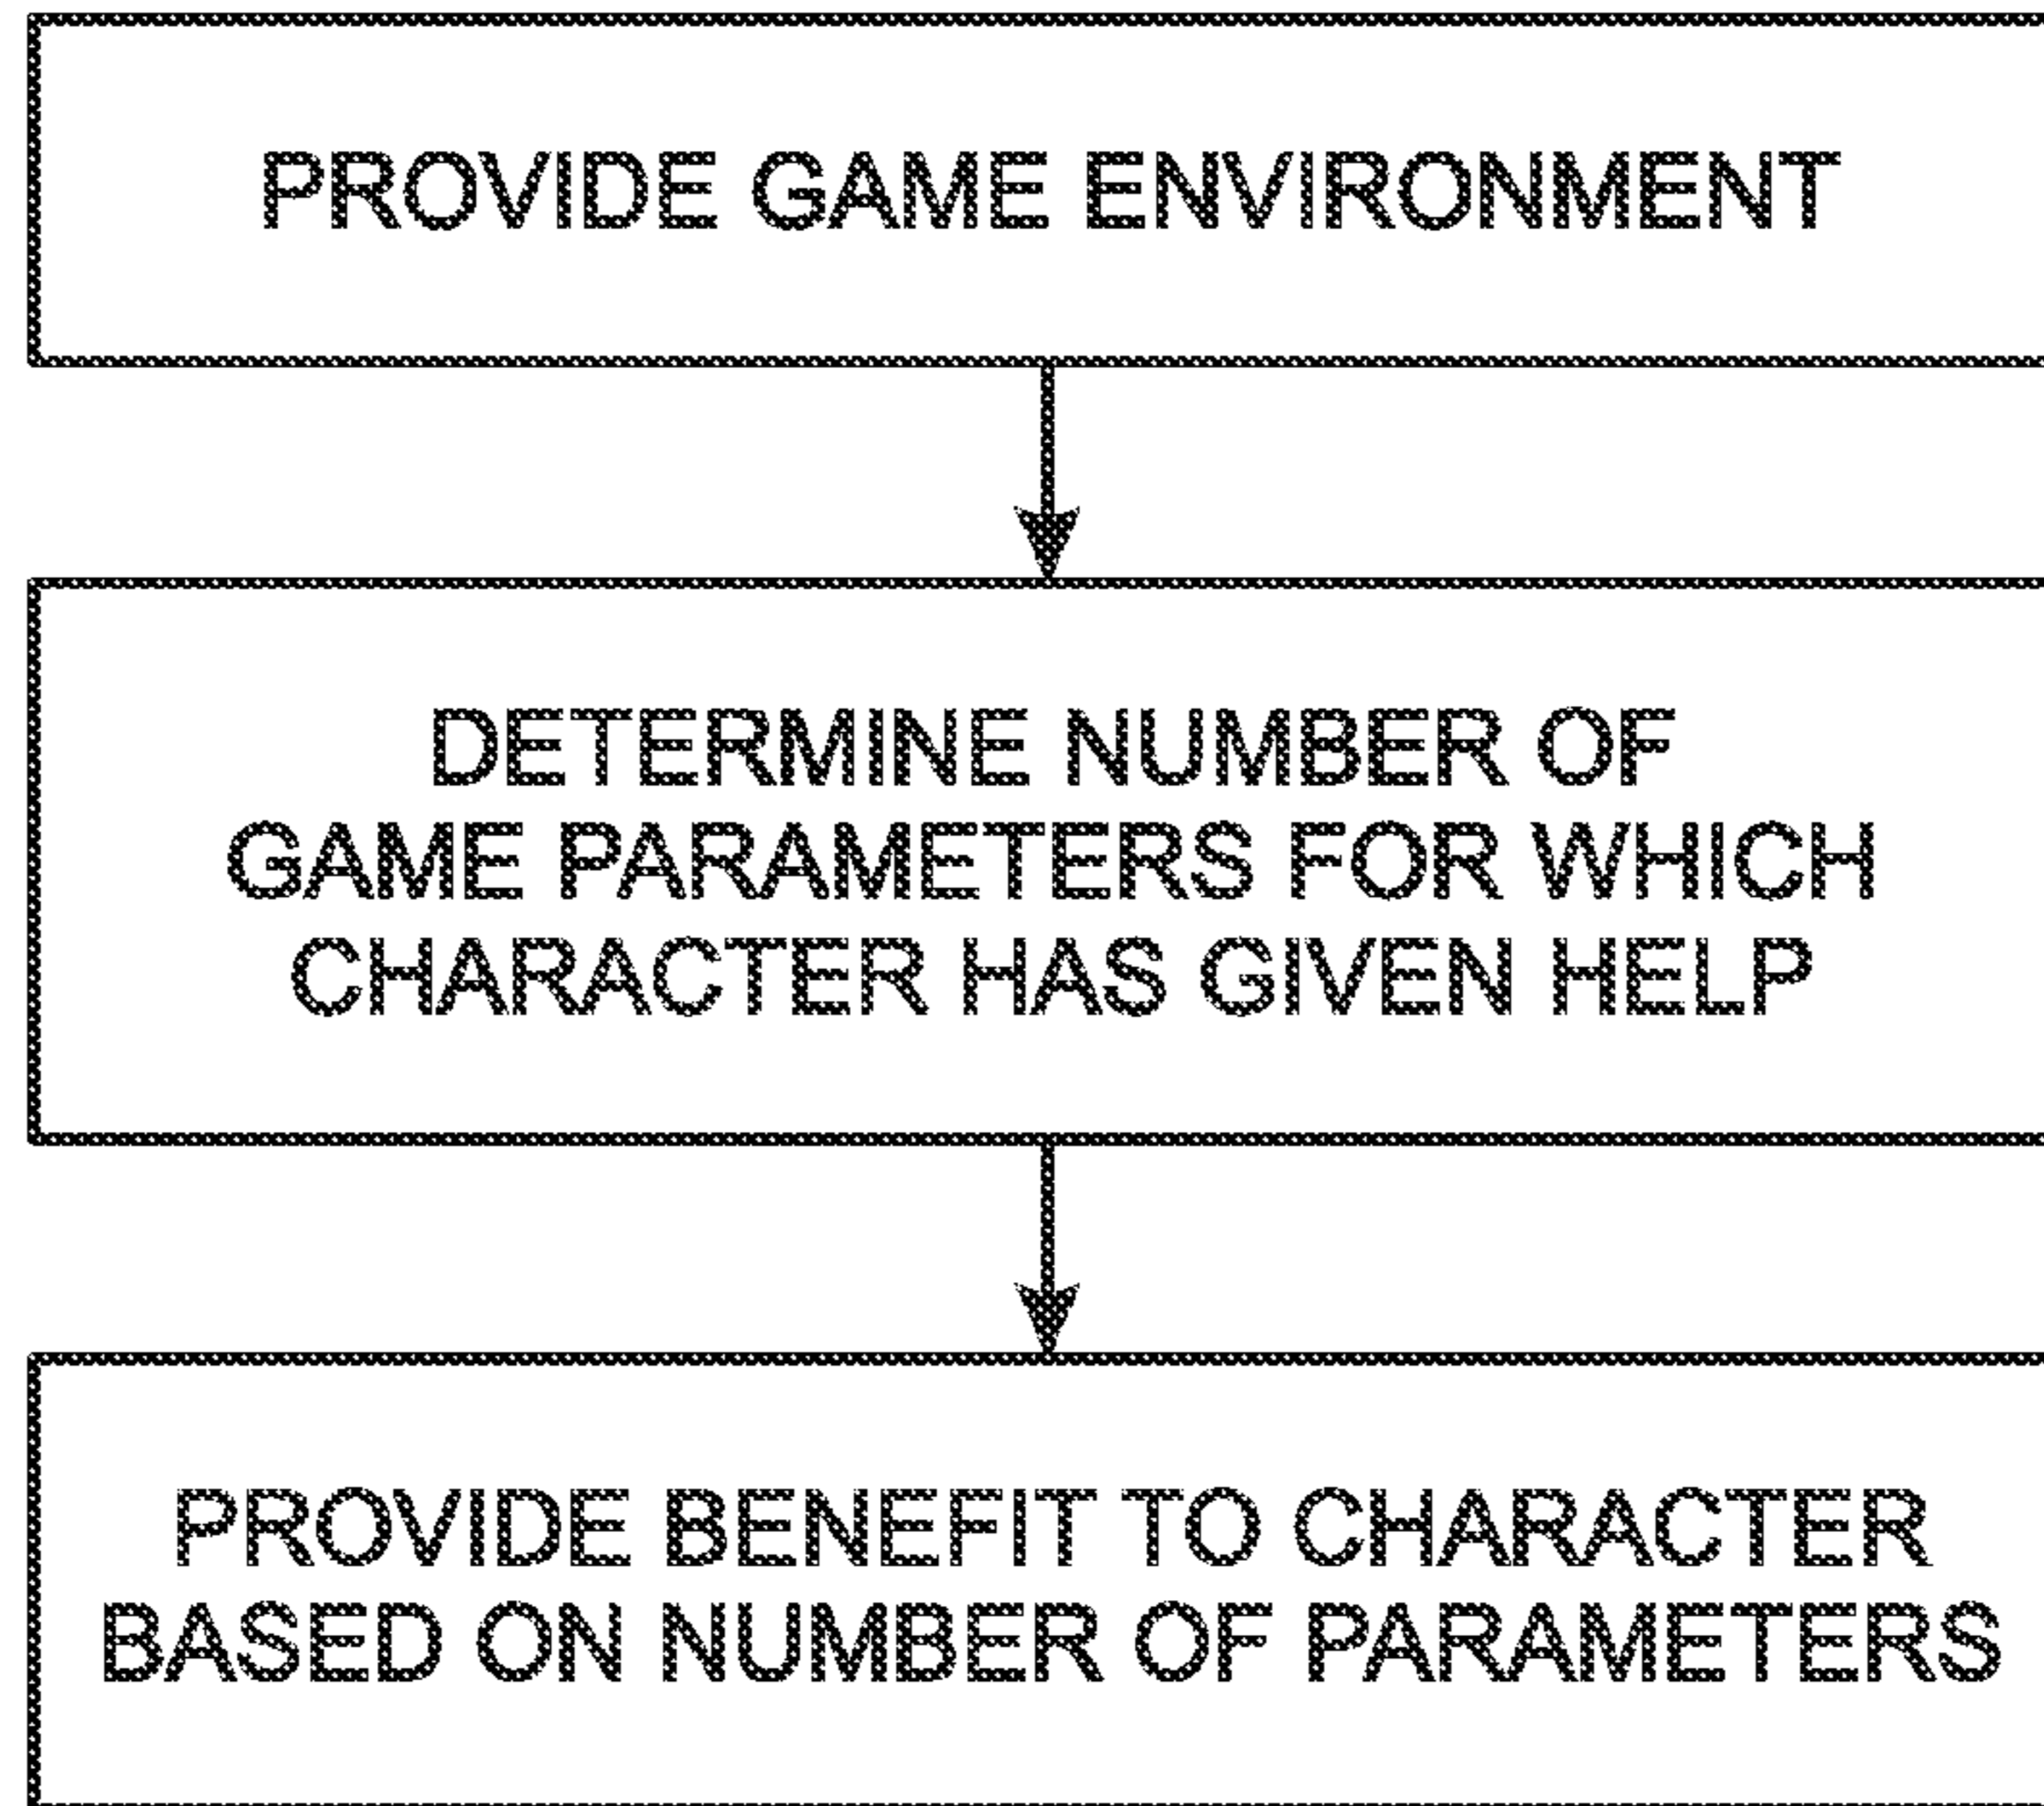 PROVIDE GAME ENVIRONMENT
DETERMINE NUMBER OF
GAME PARAMETERS FOR WHICH
CHARACTER HAS GIVEN HELP
PROVIDE BENEFIT TO CHARACTER
BASED ON NUMBER OF PARAMETERS